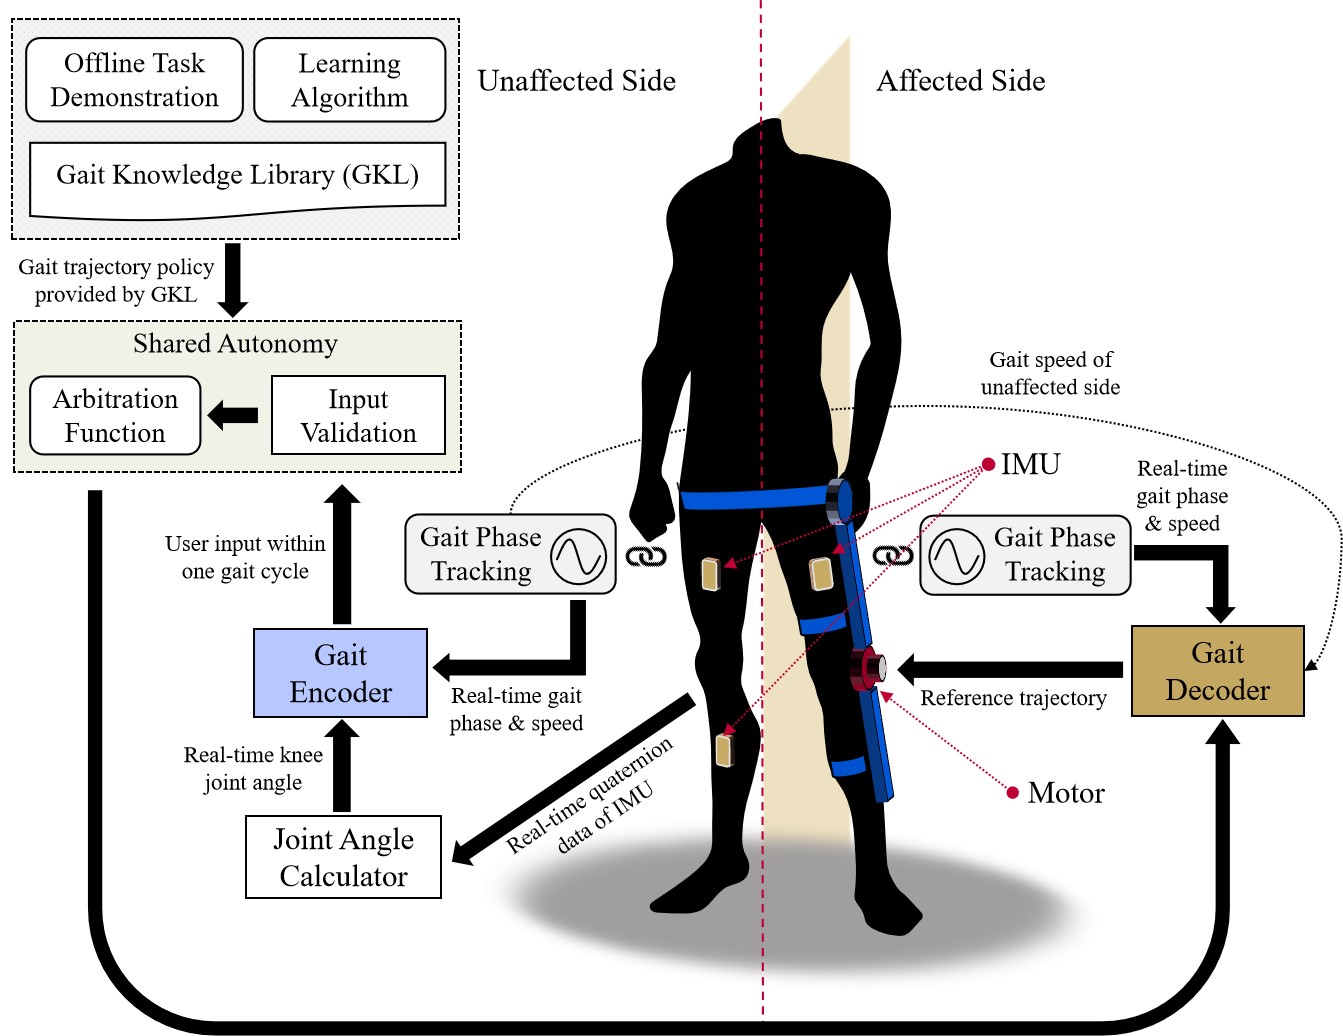 Offline Task
Demonstration
Learning
Algorithm
Gait Knowledge Library (GKL)
Unaffected Side
Affected Side
Gait trajectory policy
provided by GKL
Shared Autonomy
Arbitration
Function
Input
Validation
Gait speed of
unaffected side
IMU
Real-time
gait phase
& speed
User input within
one gait cycle
Gait Phase
Tracking
Gait Phase
Tracking
Gait
Encoder
Real-time gait
phase & speed
Reference trajectory
Gait
Decoder
Real-time knee
joint angle
Real-time quaternion
data of IMU
Motor
Joint Angle
Calculator